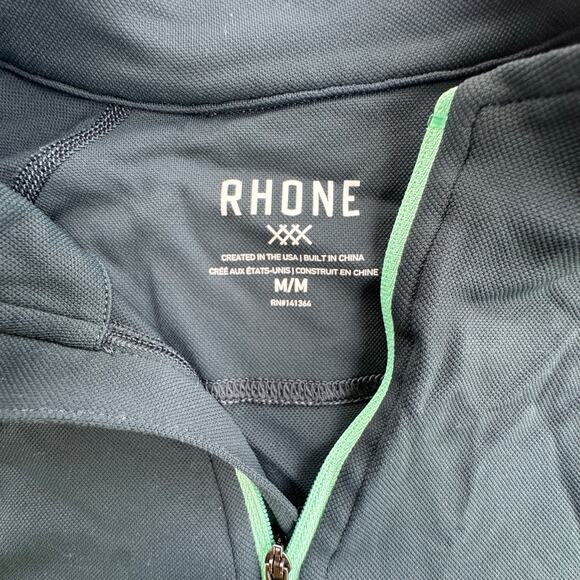 RHONE
CREATED IN THE USA | BUILT IN CHINA
CRÉÉ AUX ÉTATS-UNIS | CONSTRUIT EN CHINE
M/M
RN#141364